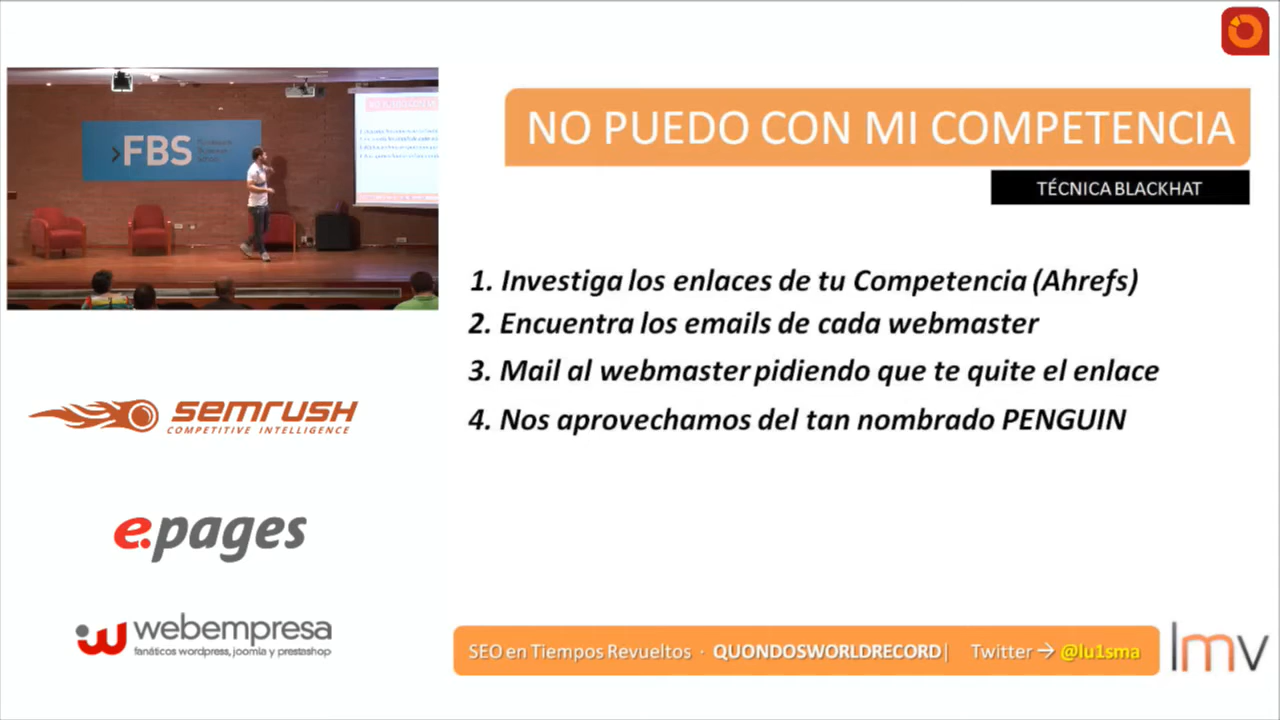 NO PUEDO CON MI COMPETENCIA
TÉCNICA BLACKHAT
FBS
1. Investiga los enlaces de tu Competencia (Ahrefs)
2. Encuentra los emails de cada webmaster
3. Mail al webmaster pidiendo que te quite el enlace
4. Nos aprovechamos del tan nombrado PENGUIN
semrush
COMPETITIVE INTELLIGENCE
e.pages
webempresa
fanáticos wordpress, joomla y prestashop
SEO en Tiempos Revueltos · QUONDOSWORLDRECORD| Twitter → @lu1sma
lmv